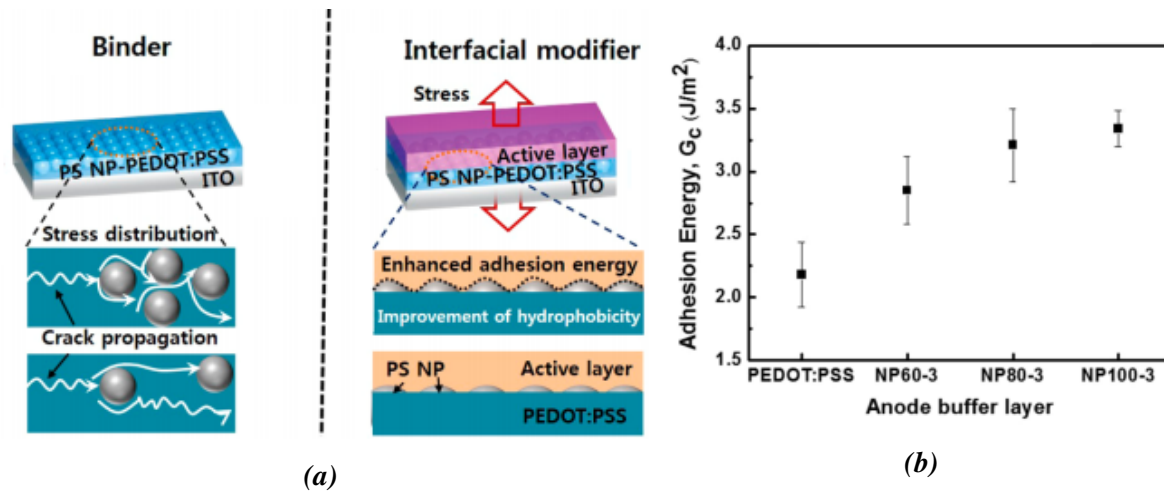 Binder
PS NP-PEDOT:PSS
ITO
Stress distribution
Crack propagation
Interfacial modifier
Stress
Active layer
PS NP-PEDOT:PSS
ITO
Enhanced adhesion energy
Improvement of hydrophobicity
PS NP
Active layer
PEDOT:PSS
(a)
Adhesion Energy, G_C (J/m²)
4.0
3.5
3.0
2.5
2.0
1.5
PEDOT:PSS NP60-3 NP80-3 NP100-3
Anode buffer layer
(b)